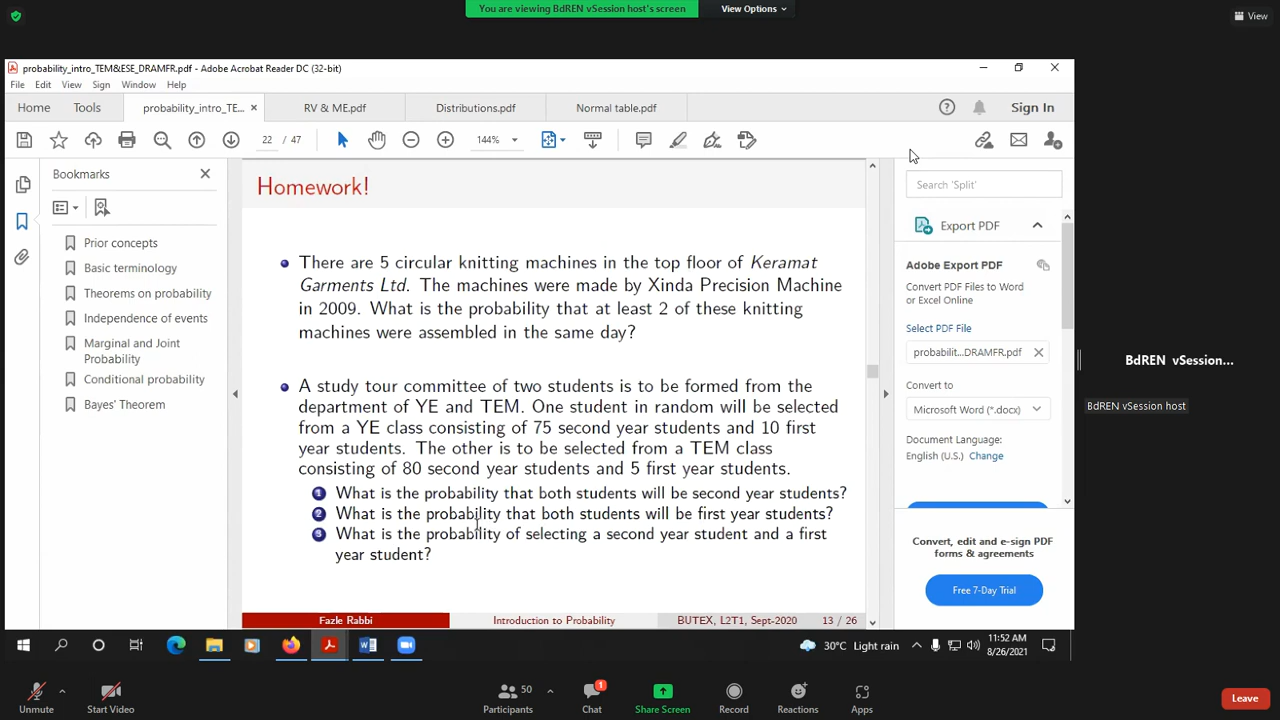 You are viewing BdREN vSession host's screen
View Options
View
probability_intro_TEM&ESE_DRAMFR.pdf - Adobe Acrobat Reader DC (32-bit)
File Edit View Sign Window Help
Home Tools probability_intro_TE... RV & ME.pdf Distributions.pdf Normal table.pdf Sign In
22 / 47 144%
Bookmarks
Prior concepts
Basic terminology
Theorems on probability
Independence of events
Marginal and Joint
Probability
Conditional probability
Bayes' Theorem
Homework!
There are 5 circular knitting machines in the top floor of Keramat
Garments Ltd. The machines were made by Xinda Precision Machine
in 2009. What is the probability that at least 2 of these knitting
machines were assembled in the same day?
A study tour committee of two students is to be formed from the
department of YE and TEM. One student in random will be selected
from a YE class consisting of 75 second year students and 10 first
year students. The other is to be selected from a TEM class
consisting of 80 second year students and 5 first year students.
1 What is the probability that both students will be second year students?
2 What is the probability that both students will be first year students?
3 What is the probability of selecting a second year student and a first
year student?
Fazle Rabbi Introduction to Probability BUTEX, L2T1, Sept-2020 13 / 26
Search 'Split'
Export PDF
Adobe Export PDF
Convert PDF Files to Word
or Excel Online
Select PDF File
probabilit...DRAMFR.pdf
Convert to
Microsoft Word (*.docx)
Document Language:
English (U.S.) Change
Convert, edit and e-sign PDF
forms & agreements
Free 7-Day Trial
BdREN vSession...
BdREN vSession host
30°C Light rain
11:52 AM
8/26/2021
Unmute Start Video Participants 50 Chat 1 Share Screen Record Reactions Apps Leave